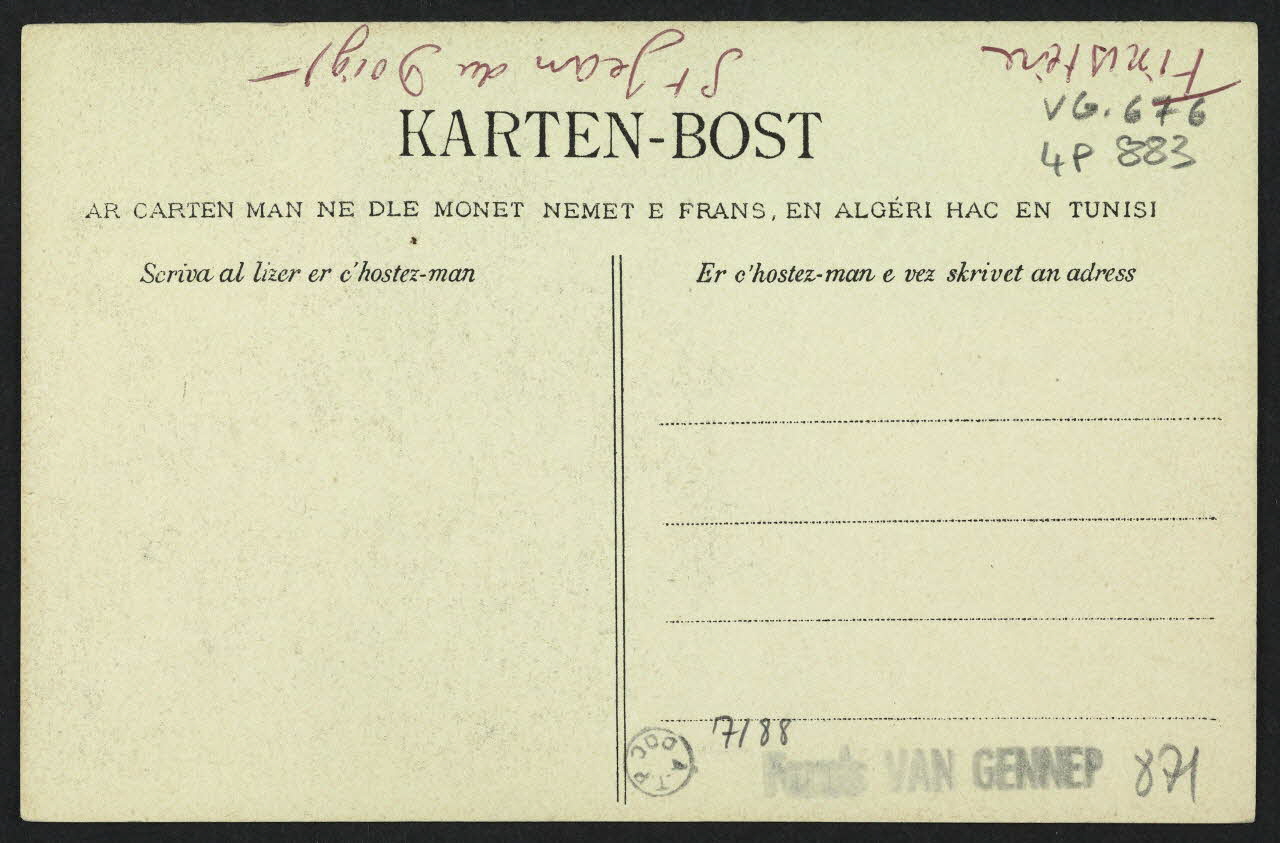 St Jean du Doigt
Finistère
VG. 676
4P 883
KARTEN-BOST
AR CARTEN MAN NE DLE MONET NEMET E FRANS, EN ALGÉRI HAC EN TUNISI
Scriva al lizer er c'hostez-man
Er c'hostez-man e vez skrivet an adress
7188
A.T.P DOC
Fonds VAN GENNEP
871